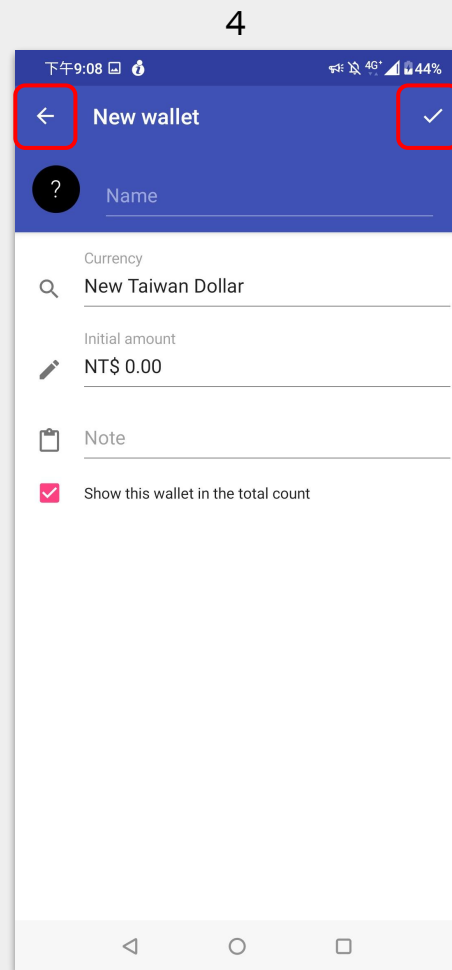 4
下午9:08 4G+ 44%
New wallet
?
Name
Currency
New Taiwan Dollar
Initial amount
NT$ 0.00
Note
Show this wallet in the total count